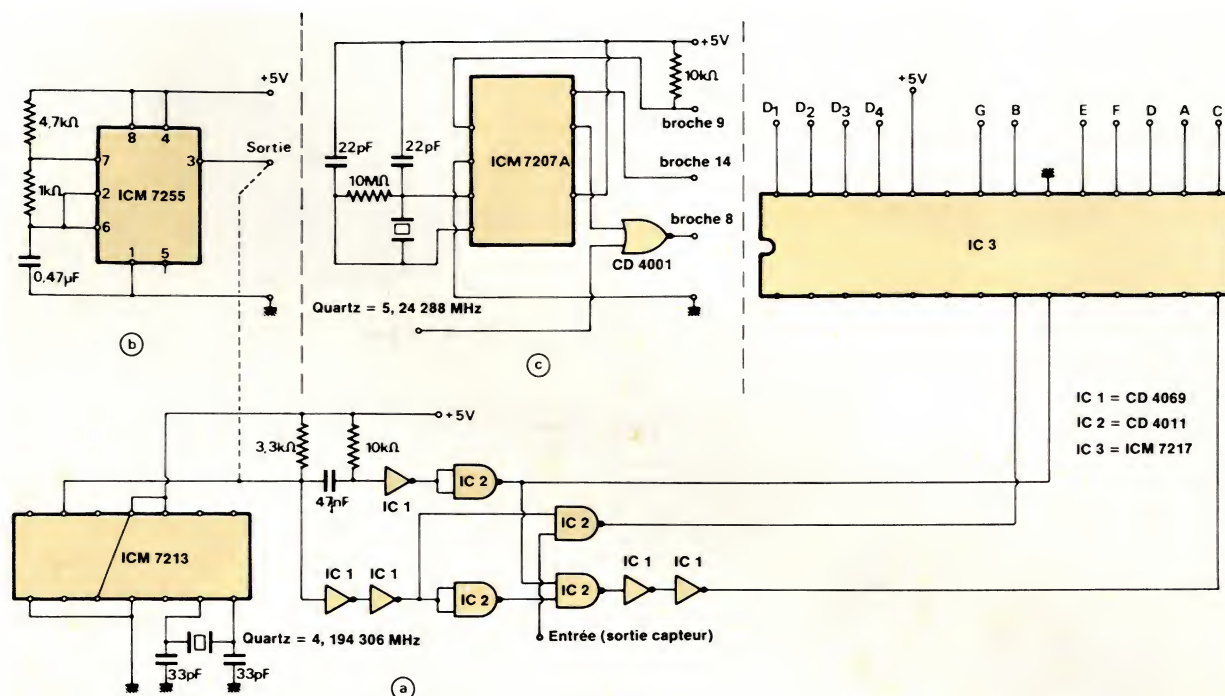 +5V
4,7kΩ
8
4
7
3
Sortie
1kΩ
2
ICM 7255
6
1
5
0,47µF
b
+5V
10kΩ
broche 9
22pF
22pF
10MΩ
ICM 7207A
broche 14
broche 8
CD 4001
Quartz = 5, 24 288 MHz
c
D1
D2
D3
D4
+5V
G
B
E
F
D
A
C
IC 3
IC 1 = CD 4069
IC 2 = CD 4011
IC 3 = ICM 7217
+5V
3,3kΩ
10kΩ
47nF
IC 1
IC 2
IC 2
ICM 7213
IC 1
IC 1
IC 2
IC 2
IC 1
IC 1
Quartz = 4, 194 306 MHz
Entrée (sortie capteur)
33pF
33pF
a